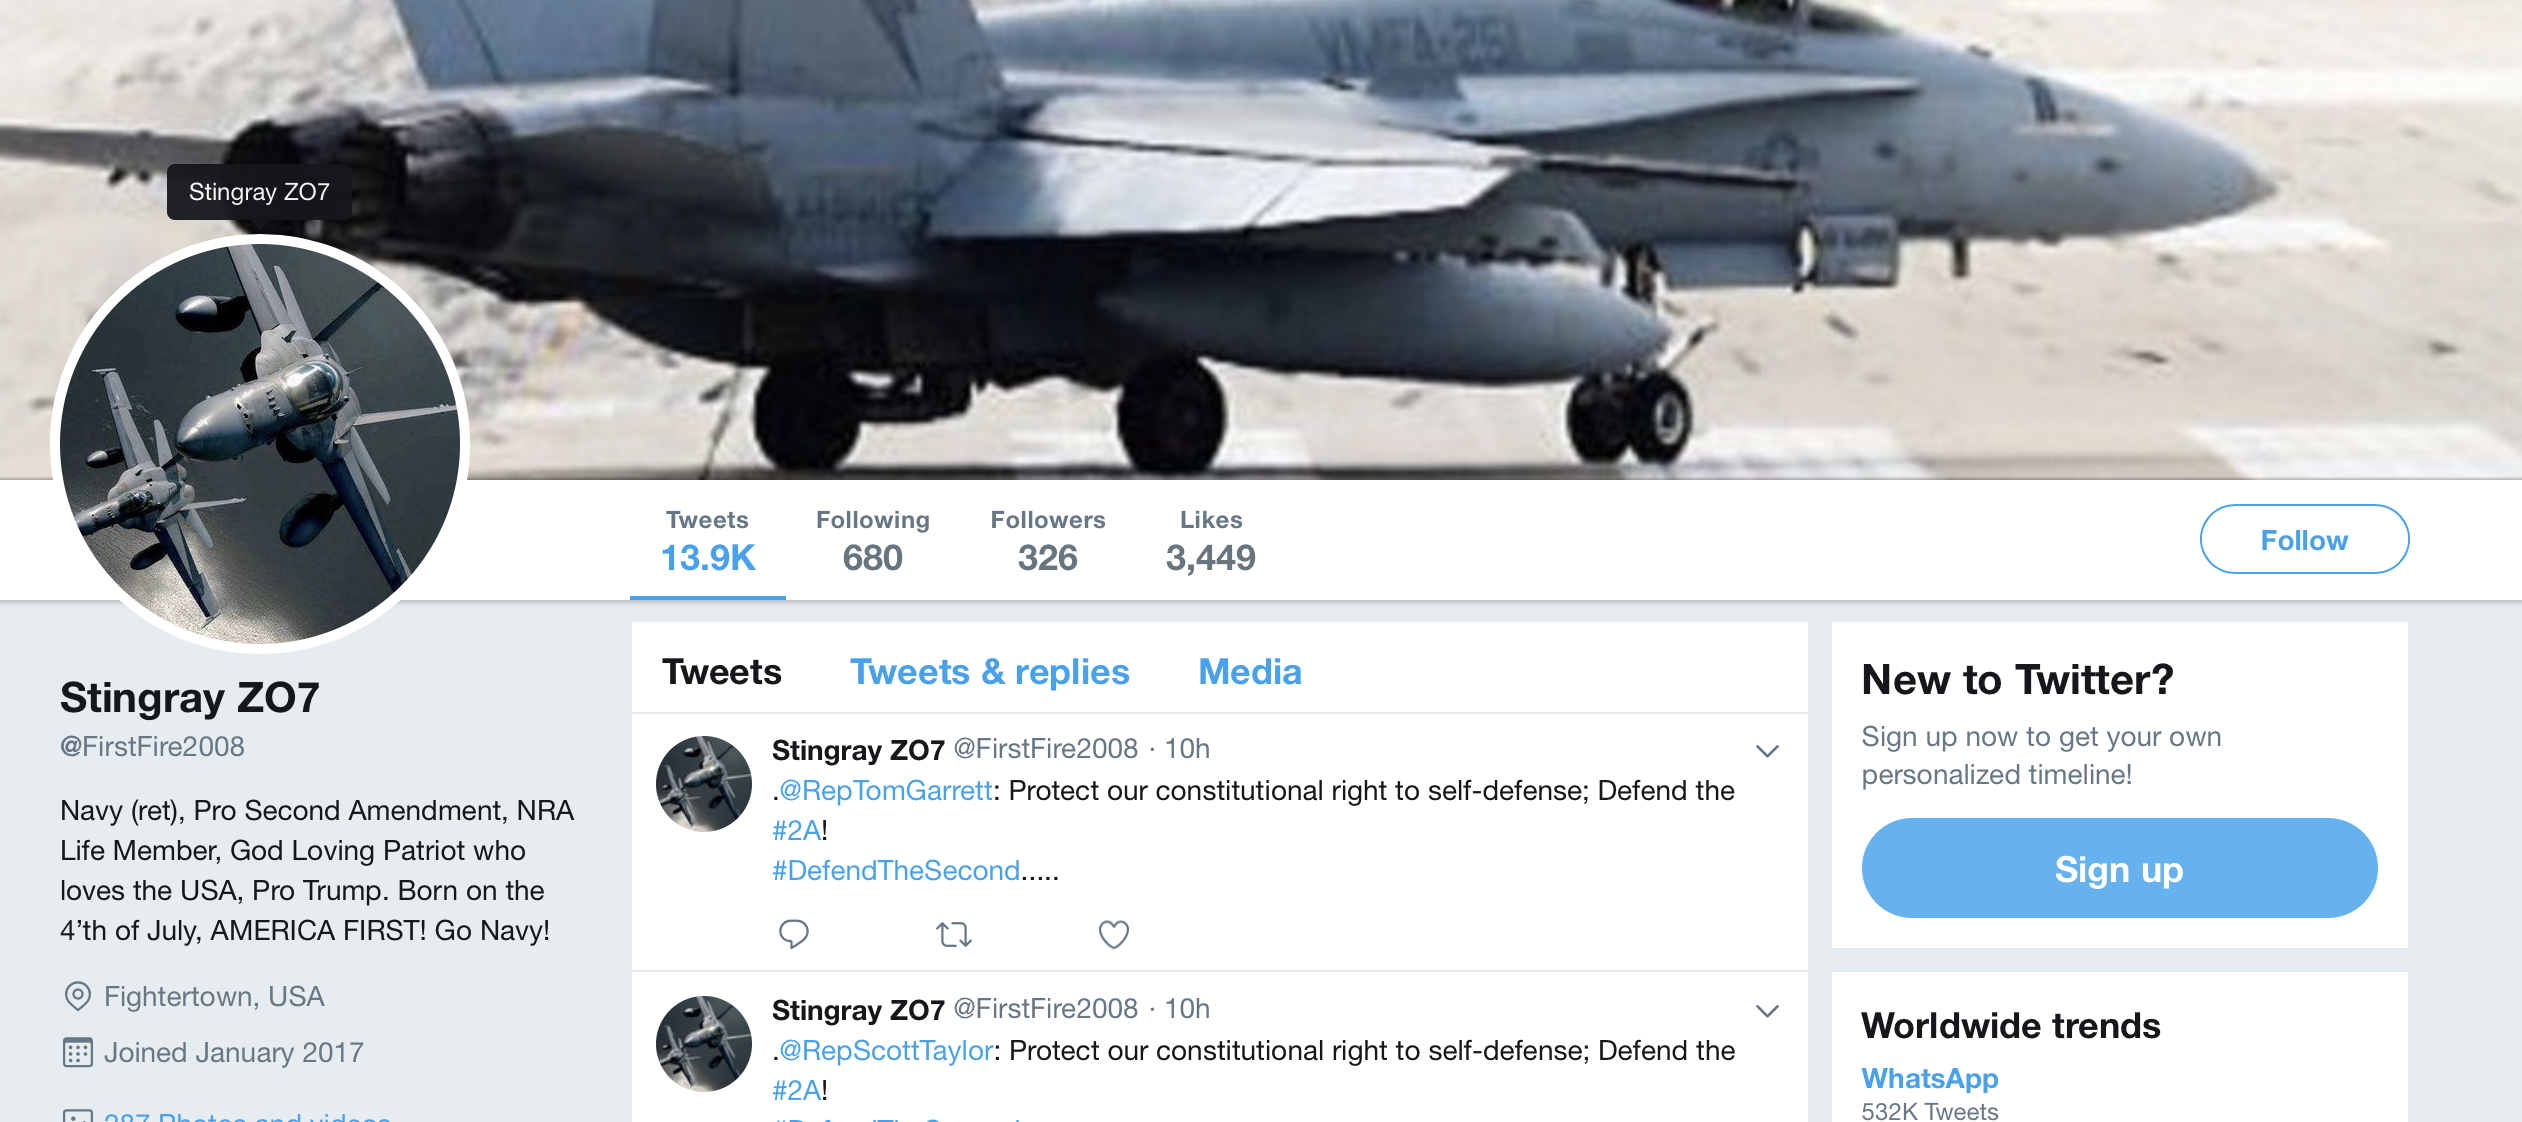 VMFA-251
Stingray ZO7
Tweets
13.9K
Following
680
Followers
326
Likes
3,449
Follow
Stingray ZO7
@FirstFire2008
Navy (ret), Pro Second Amendment, NRA
Life Member, God Loving Patriot who
loves the USA, Pro Trump. Born on the
4’th of July, AMERICA FIRST! Go Navy!
Fightertown, USA
Joined January 2017
287 Photos and videos
Tweets Tweets & replies Media
Stingray ZO7 @FirstFire2008 · 10h
.@RepTomGarrett: Protect our constitutional right to self-defense; Defend the
#2A!
#DefendTheSecond.....
Stingray ZO7 @FirstFire2008 · 10h
.@RepScottTaylor: Protect our constitutional right to self-defense; Defend the
#2A!
New to Twitter?
Sign up now to get your own
personalized timeline!
Sign up
Worldwide trends
WhatsApp
532K Tweets